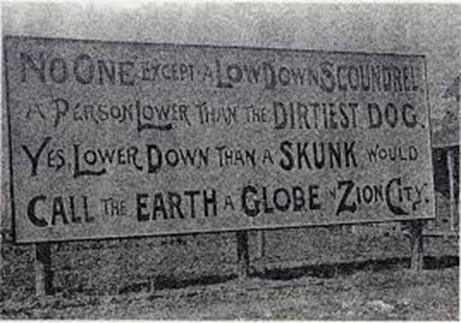 NO ONE EXCEPT A LOW DOWN SCOUNDREL
A PERSON LOWER THAN THE DIRTIEST DOG.
YES, LOWER DOWN THAN A SKUNK WOULD
CALL THE EARTH A GLOBE IN ZION CITY.